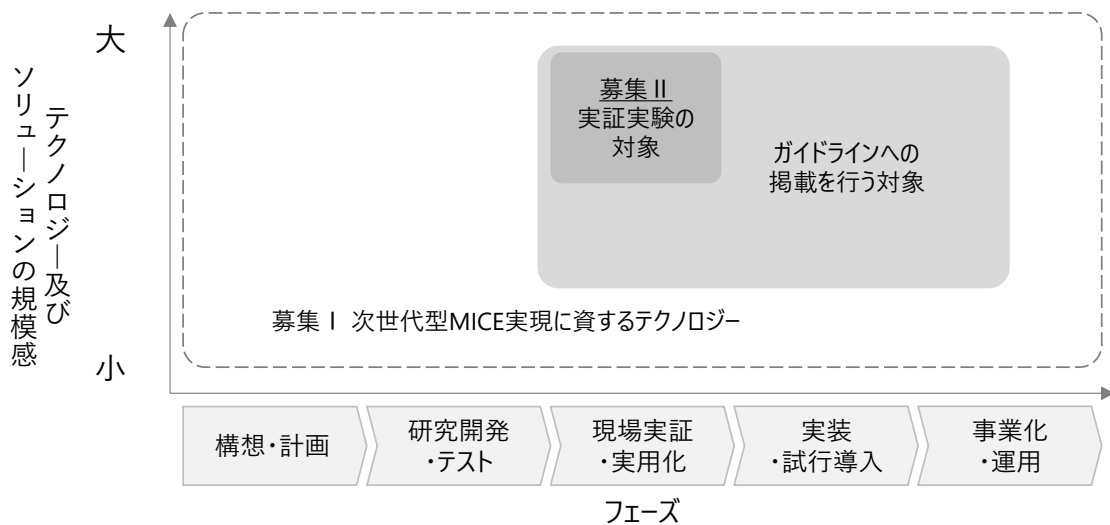 大
テクノロジー及び
ソリューションの規模感
小
募集Ⅱ
実証実験の
対象
ガイドラインへの
掲載を行う対象
募集Ⅰ 次世代型MICE実現に資するテクノロジー
構想・計画
研究開発
・テスト
現場実証
・実用化
実装
・試行導入
事業化
・運用
フェーズ